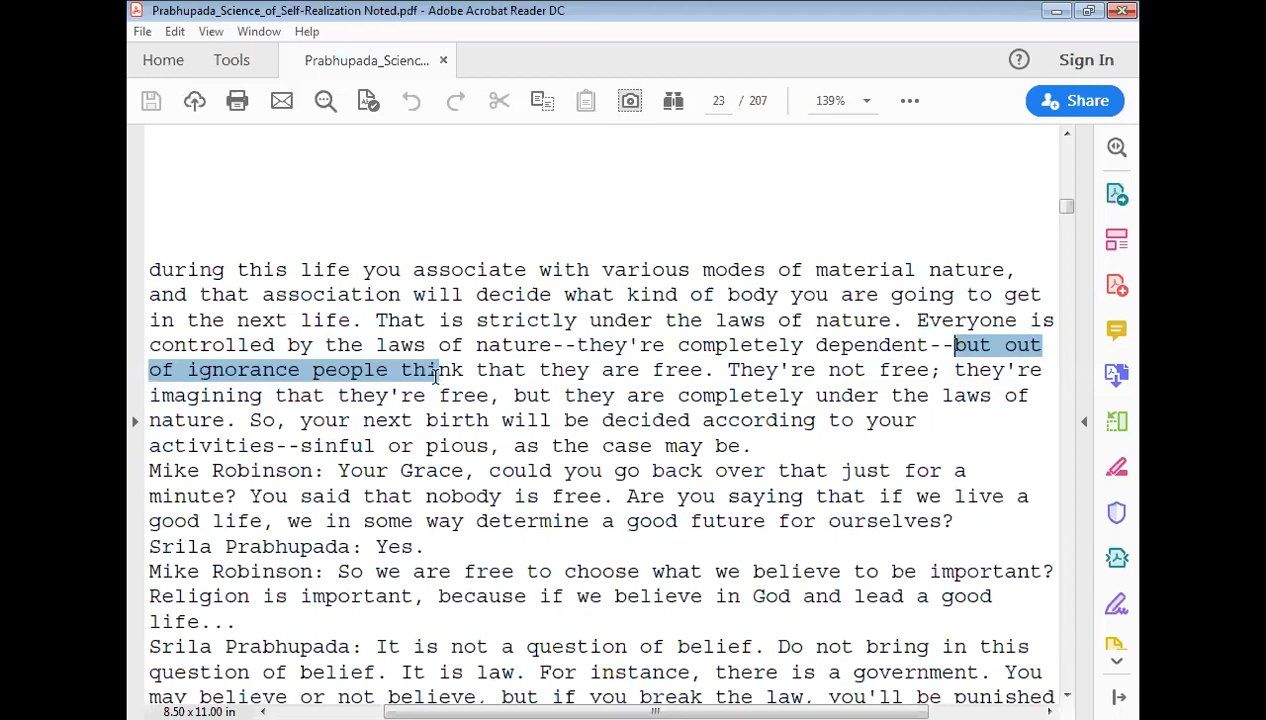 Prabhupada_Science_of_Self-Realization Noted.pdf - Adobe Acrobat Reader DC
File Edit View Window Help
Home Tools Prabhupada_Scienc... × ? Sign In
23 / 207 139% Share
during this life you associate with various modes of material nature,
and that association will decide what kind of body you are going to get
in the next life. That is strictly under the laws of nature. Everyone is
controlled by the laws of nature--they're completely dependent--but out
of ignorance people think that they are free. They're not free; they're
imagining that they're free, but they are completely under the laws of
nature. So, your next birth will be decided according to your
activities--sinful or pious, as the case may be.
Mike Robinson: Your Grace, could you go back over that just for a
minute? You said that nobody is free. Are you saying that if we live a
good life, we in some way determine a good future for ourselves?
Srila Prabhupada: Yes.
Mike Robinson: So we are free to choose what we believe to be important?
Religion is important, because if we believe in God and lead a good
life...
Srila Prabhupada: It is not a question of belief. Do not bring in this
question of belief. It is law. For instance, there is a government. You
may believe or not believe, but if you break the law, you'll be punished
8.50 x 11.00 in